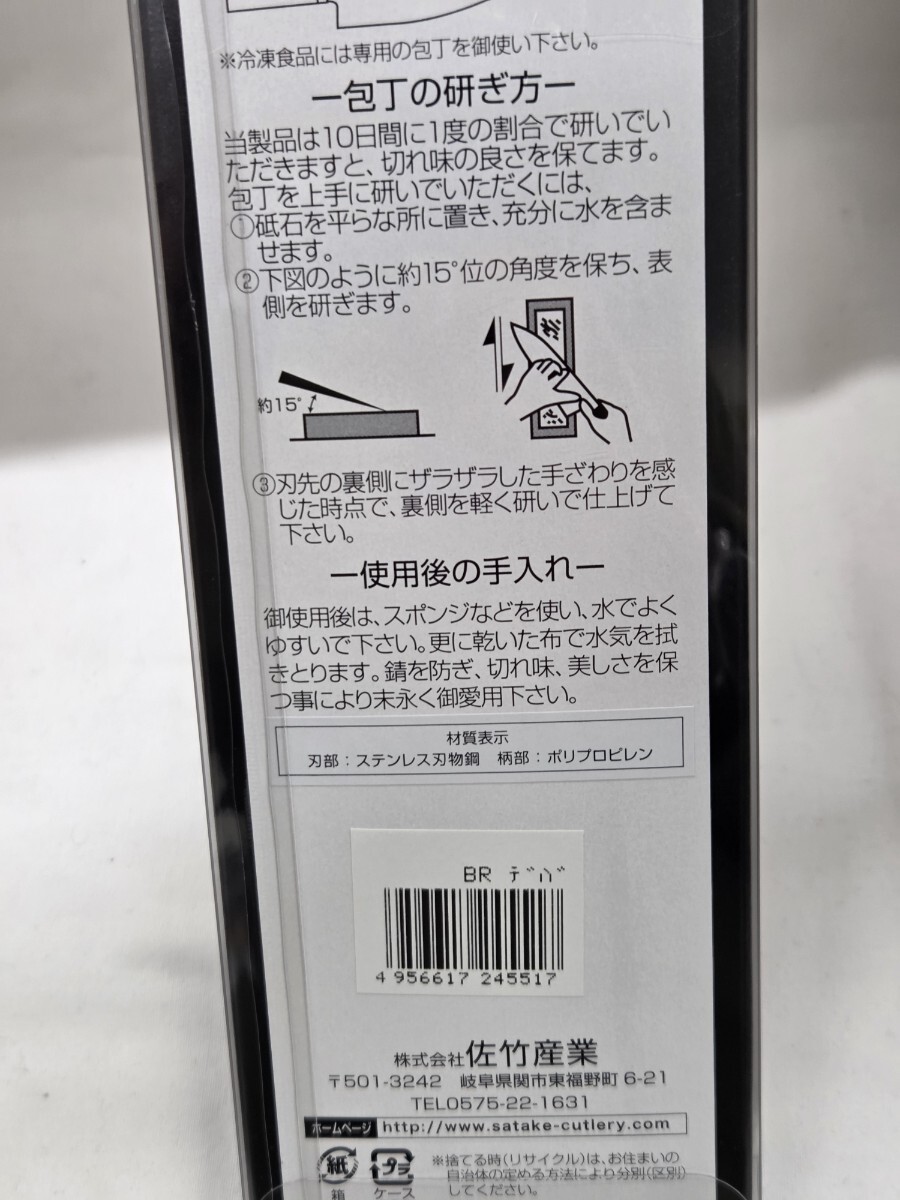 ※冷凍食品には専用の包丁を御使い下さい。
ー包丁の研ぎ方ー
当製品は10日間に1度の割合で研いでい
ただきますと、切れ味の良さを保てます。
包丁を上手に研いでいただくには、
①砥石を平らな所に置き、充分に水を含ま
せます。
②下図のように約15°位の角度を保ち、表
側を研ぎます。
約15°
③刃先の裏側にザラザラした手ざわりを感
じた時点で、裏側を軽く研いで仕上げて
下さい。
ー使用後の手入れー
御使用後は、スポンジなどを使い、水でよく
ゆすいで下さい。更に乾いた布で水気を拭
きとります。錆を防ぎ、切れ味、美しさを保
つ事により末永く御愛用下さい。
材質表示
刃部：ステンレス刃物鋼　柄部：ポリプロピレン
BR デバ
4 956617 245517
株式会社佐竹産業
〒501-3242　岐阜県関市東福野町 6-21
TEL0575-22-1631
ホームページ http://www.satake-cutlery.com
紙 プラ ※捨てる時(リサイクル)は、お住まいの
自治体の定める方法により分別(区別)
箱 ケース してください。